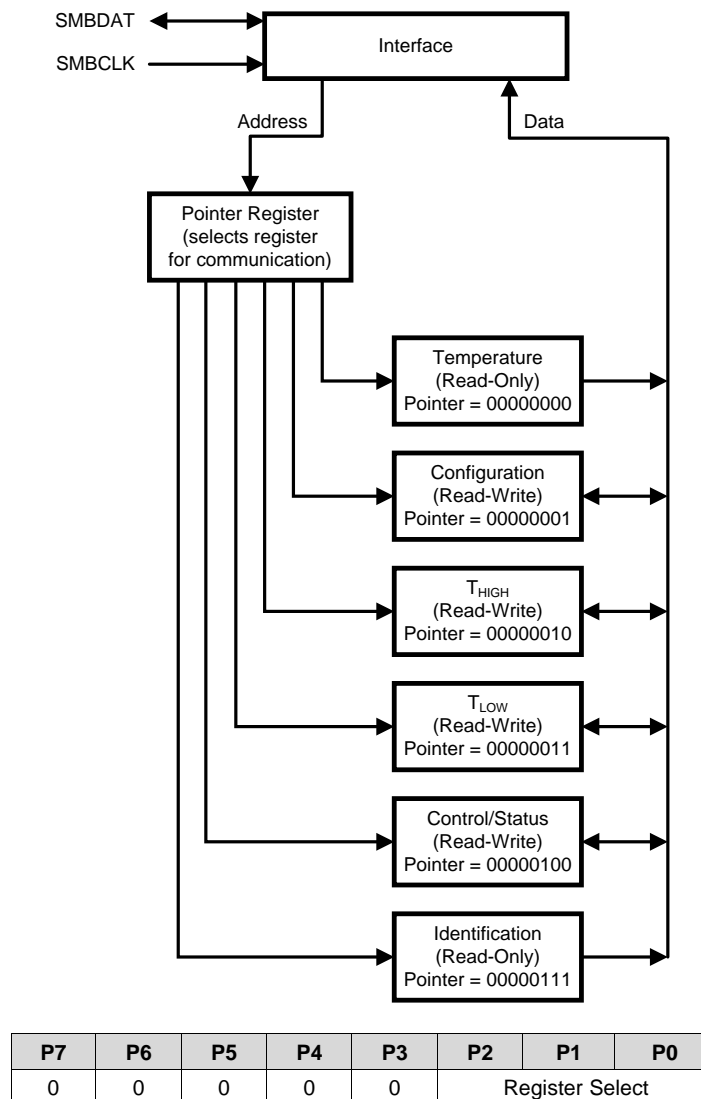 SMBDAT
SMBCLK
Interface
Address
Data
Pointer Register
(selects register
for communication)
Temperature
(Read-Only)
Pointer = 00000000
Configuration
(Read-Write)
Pointer = 00000001
THIGH
(Read-Write)
Pointer = 00000010
TLOW
(Read-Write)
Pointer = 00000011
Control/Status
(Read-Write)
Pointer = 00000100
Identification
(Read-Only)
Pointer = 00000111
P7 P6 P5 P4 P3 P2 P1 P0
0 0 0 0 0 Register Select